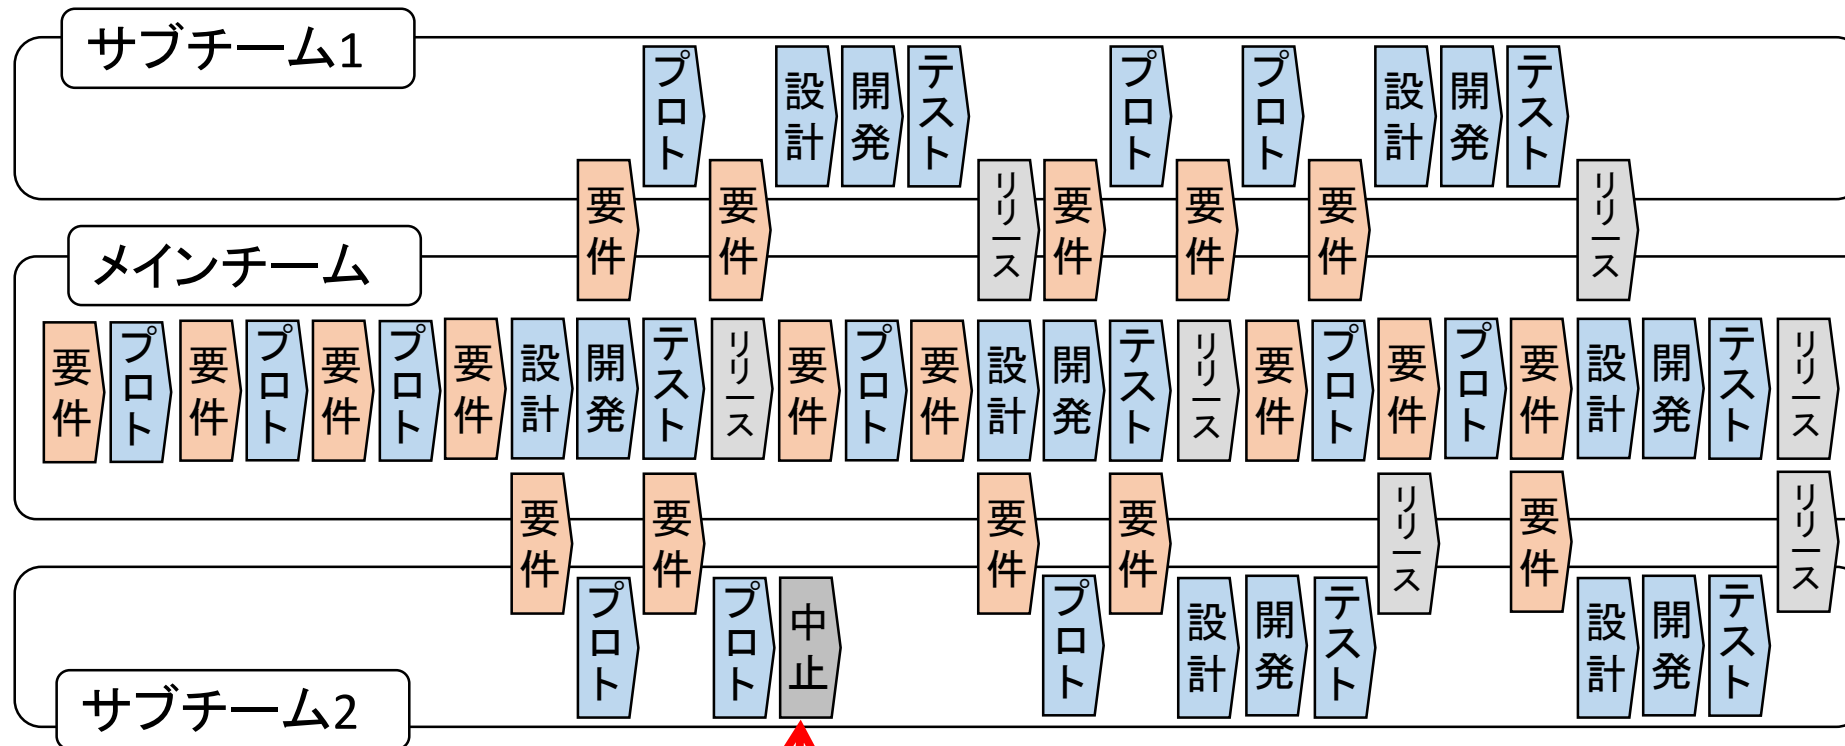 サブチーム1
プロト
設計
開発
テスト
プロト
プロト
設計
開発
テスト
要件
要件
リリース
要件
要件
要件
リリース
メインチーム
要件
プロト
要件
プロト
要件
プロト
要件
設計
開発
テスト
リリース
要件
プロト
要件
設計
開発
テスト
リリース
要件
プロト
要件
プロト
要件
設計
開発
テスト
リリース
要件
要件
要件
要件
リリース
要件
リリース
プロト
プロト
中止
プロト
設計
開発
テスト
設計
開発
テスト
サブチーム2